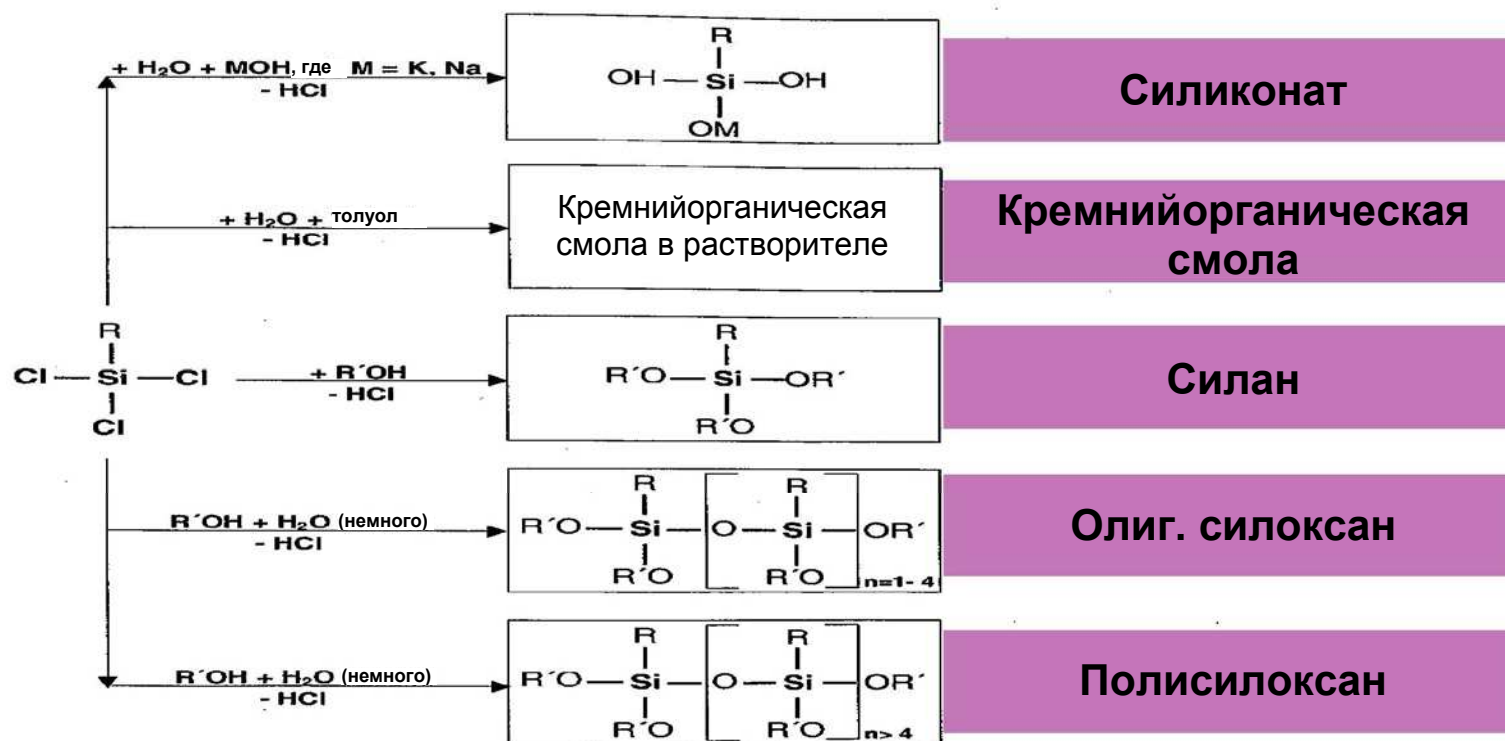 + H₂O + MOH, где M = K, Na
- HCl
R
OH — Si — OH
OM
Силиконат
+ H₂O + толуол
- HCl
Кремнийорганическая
смола в растворителе
Кремнийорганическая
смола
R
Cl — Si — Cl
Cl
+ R´OH
- HCl
R
R´O — Si — OR´
R´O
Силан
R´OH + H₂O (немного)
- HCl
R R
R´O — Si — O — Si — OR´
R´O R´O n=1- 4
Олиг. силоксан
R´OH + H₂O (немного)
- HCl
R R
R´O — Si — O — Si — OR´
R´O R´O n> 4
Полисилоксан